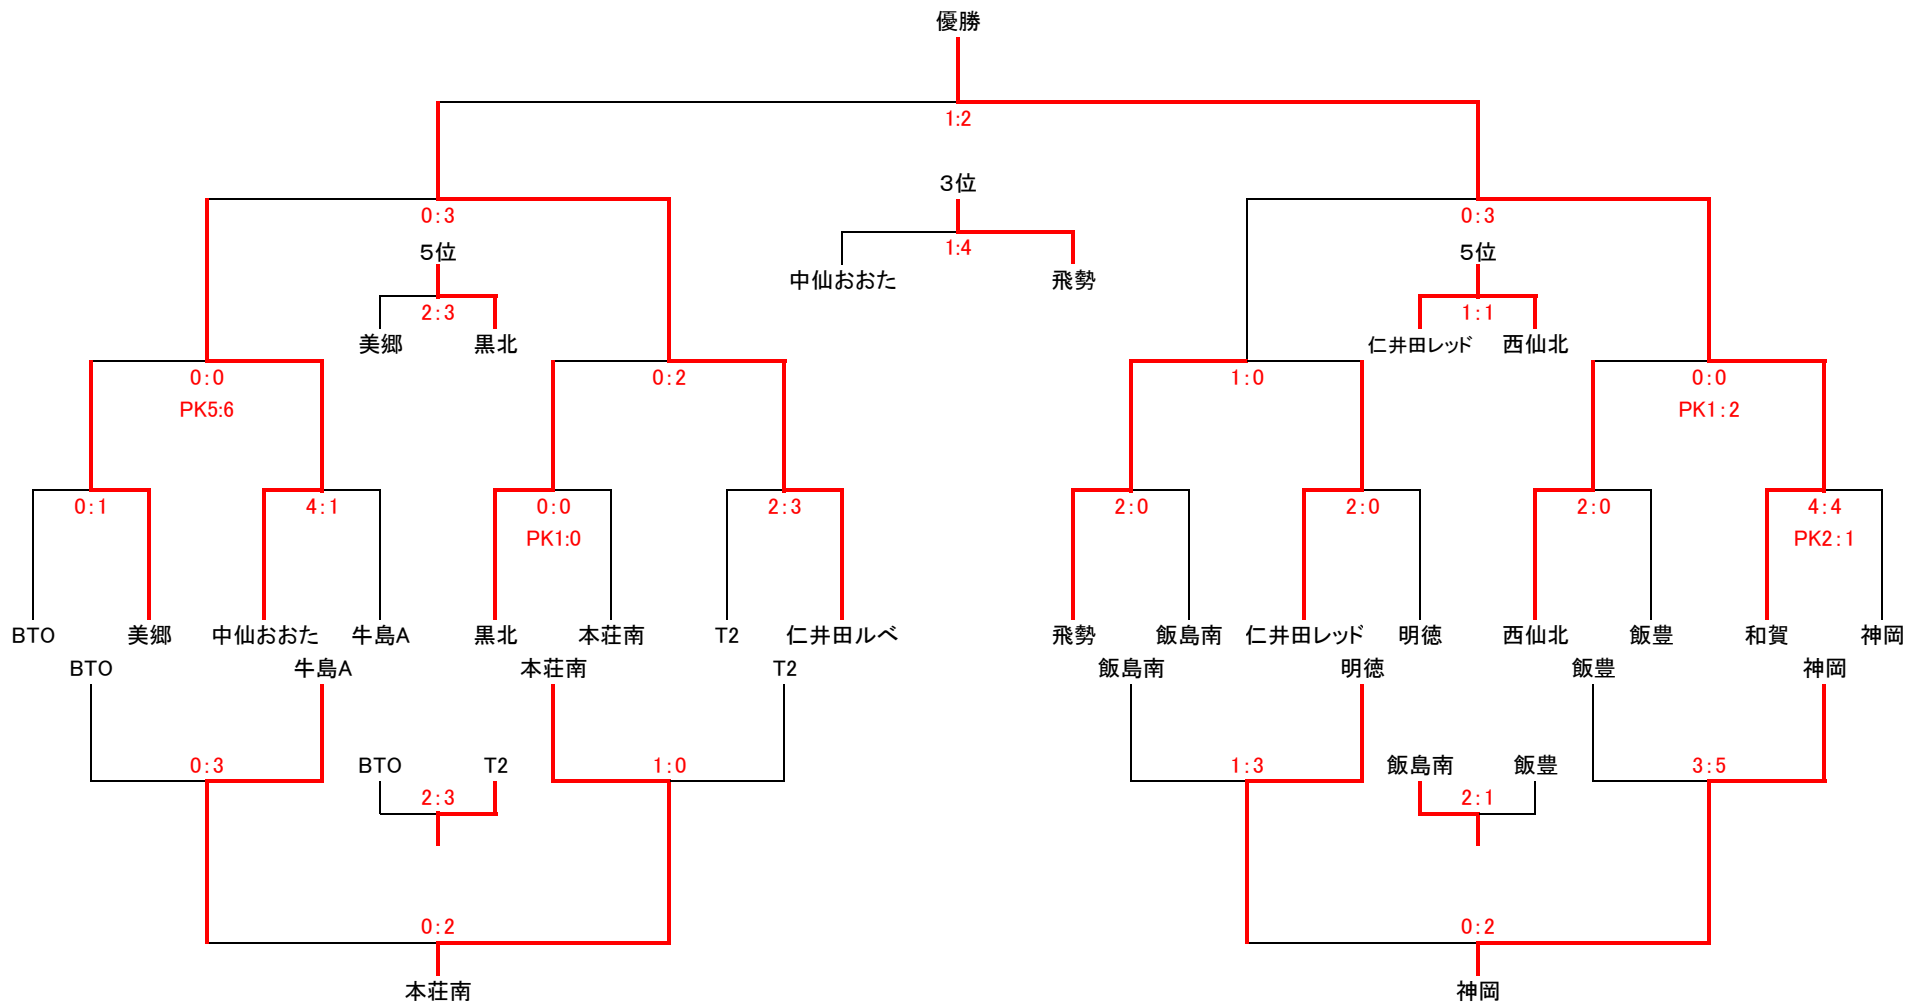 優勝
1:2
3位
0:3
0:3
5位
1:4
5位
中仙おおた 飛勢
2:3
1:1
美郷 黒北
仁井田レッド 西仙北
0:0
0:2
1:0
0:0
PK5:6
PK1:2
0:1
4:1
0:0
2:3
2:0
2:0
2:0
4:4
PK1:0
PK2:1
BTO 美郷 中仙おおた 牛島A 黒北 本荘南 T2 仁井田ルベ 飛勢 飯島南 仁井田レッド 明徳 西仙北 飯豊 和賀 神岡
BTO 牛島A 本荘南 T2 飯島南 明徳 飯豊 神岡
0:3
BTO T2
1:0
1:3
飯島南 飯豊
3:5
2:3
2:1
0:2
0:2
本荘南
神岡